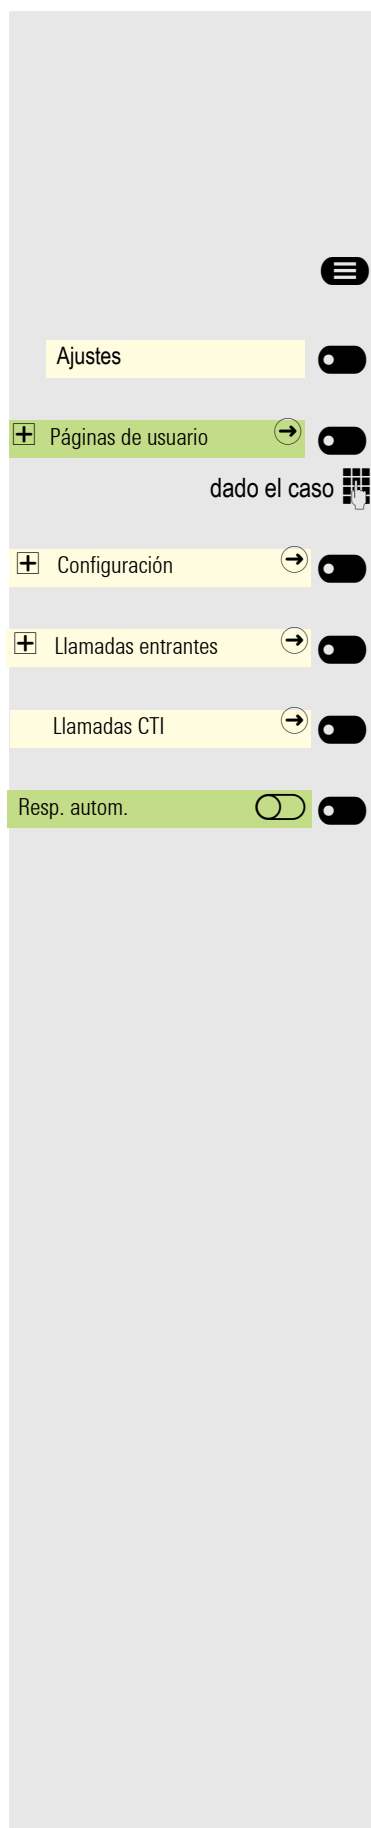 Ajustes
Páginas de usuario
dado el caso
Configuración
Llamadas entrantes
Llamadas CTI
Resp. autom.